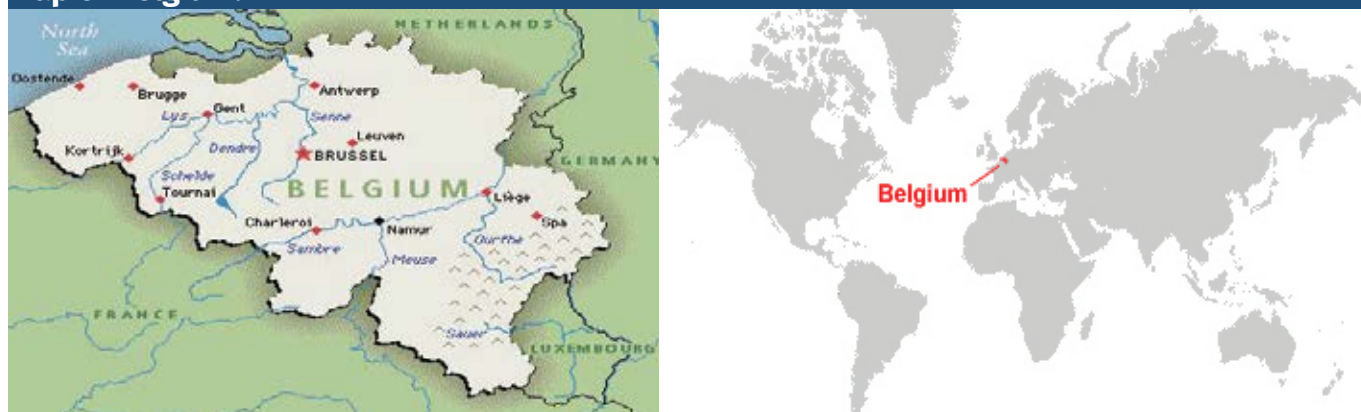 NETHERLANDS
North
Sea
Oostende
Brugge
Antwerp
Gent
Lys
Senne
Leuven
Dendre
Kortrijk
BRUSSEL
GERMANY
Schelde
BELGIUM
Tournai
Liège
Charleroi
Namur
Spa
Sambre
Ourthe
Meuse
FRANCE
Sauer
LUXEMBOURG
Belgium